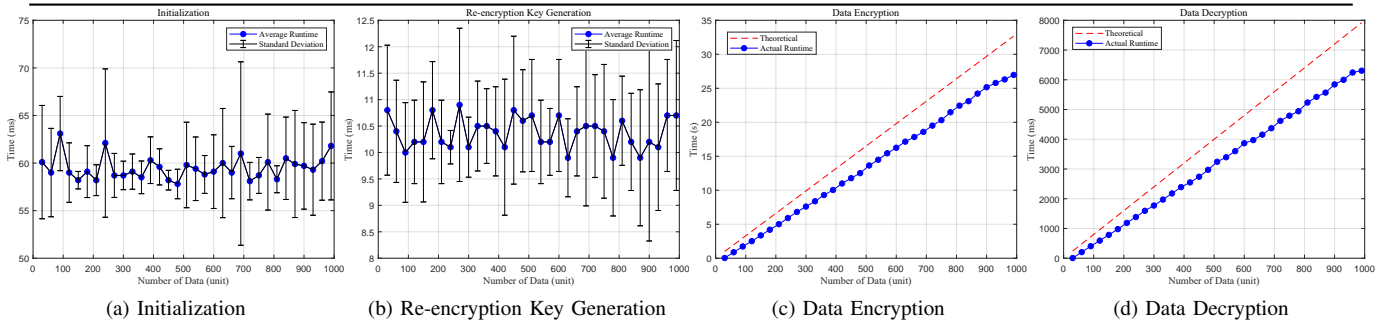 Initialization
Average Runtime
Standard Deviation
Time (ms)
75
70
65
60
55
50
0 100 200 300 400 500 600 700 800 900 1000
Number of Data (unit)
(a) Initialization
Re-encryption Key Generation
Average Runtime
Standard Deviation
Time (ms)
12.5
12
11.5
11
10.5
10
9.5
9
8.5
8
0 100 200 300 400 500 600 700 800 900 1000
Number of Data (unit)
(b) Re-encryption Key Generation
Data Encryption
Theoretical
Actual Runtime
Time (s)
35
30
25
20
15
10
5
0
0 100 200 300 400 500 600 700 800 900 1000
Number of Data (unit)
(c) Data Encryption
Data Decryption
Theoretical
Actual Runtime
Time (ms)
8000
7000
6000
5000
4000
3000
2000
1000
0
0 100 200 300 400 500 600 700 800 900 1000
Number of Data (unit)
(d) Data Decryption